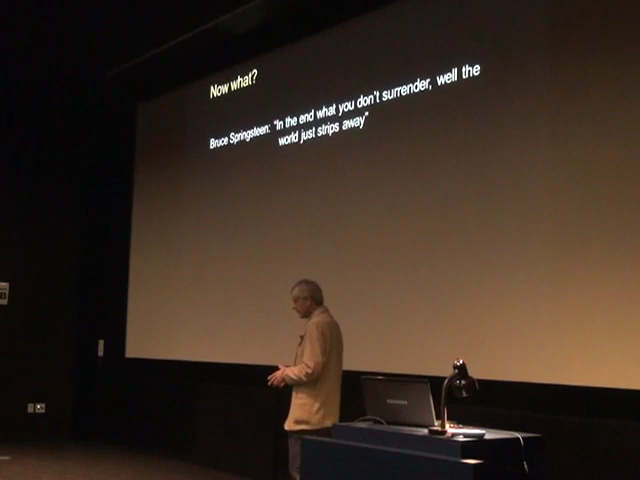 Now what?
Bruce Springsteen: "In the end what you don't surrender, well the
world just strips away"